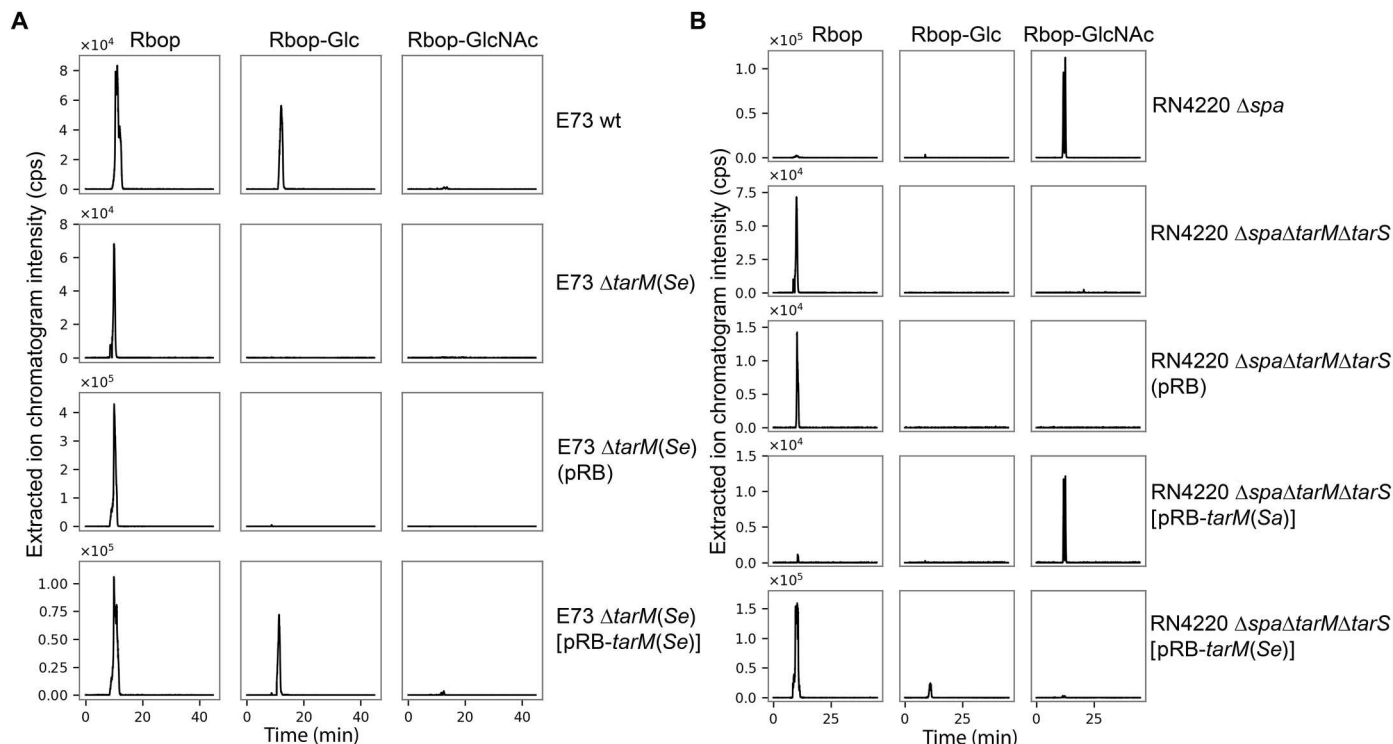 A
Rbop Rbop-Glc Rbop-GlcNAc
Extracted ion chromatogram intensity (cps)
×10⁴
8
6
4
2
0
E73 wt
×10⁴
8
6
4
2
0
E73 ΔtarM(Se)
×10⁵
4
3
2
1
0
E73 ΔtarM(Se)
(pRB)
×10⁵
1.00
0.75
0.50
0.25
0.00
E73 ΔtarM(Se)
[pRB-tarM(Se)]
0 20 40 0 20 40 0 20 40
Time (min)
B
Rbop Rbop-Glc Rbop-GlcNAc
Extracted ion chromatogram intensity (cps)
×10⁵
1.0
0.5
0.0
RN4220 Δspa
×10⁴
7.5
5.0
2.5
0.0
RN4220 ΔspaΔtarMΔtarS
×10⁴
1.5
1.0
0.5
0.0
RN4220 ΔspaΔtarMΔtarS
(pRB)
×10⁴
1.5
1.0
0.5
0.0
RN4220 ΔspaΔtarMΔtarS
[pRB-tarM(Sa)]
×10⁵
1.5
1.0
0.5
0.0
RN4220 ΔspaΔtarMΔtarS
[pRB-tarM(Se)]
0 25 0 25 0 25
Time (min)